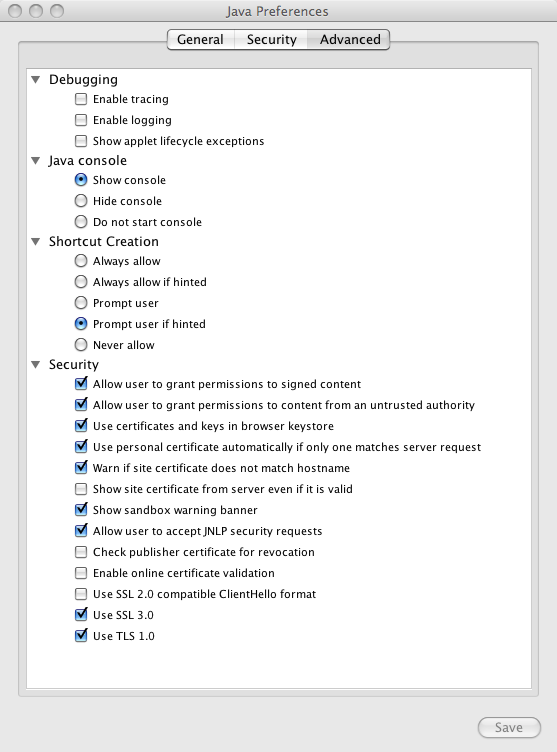 Java Preferences
General Security Advanced
Debugging
Enable tracing
Enable logging
Show applet lifecycle exceptions
Java console
Show console
Hide console
Do not start console
Shortcut Creation
Always allow
Always allow if hinted
Prompt user
Prompt user if hinted
Never allow
Security
Allow user to grant permissions to signed content
Allow user to grant permissions to content from an untrusted authority
Use certificates and keys in browser keystore
Use personal certificate automatically if only one matches server request
Warn if site certificate does not match hostname
Show site certificate from server even if it is valid
Show sandbox warning banner
Allow user to accept JNLP security requests
Check publisher certificate for revocation
Enable online certificate validation
Use SSL 2.0 compatible ClientHello format
Use SSL 3.0
Use TLS 1.0
Save